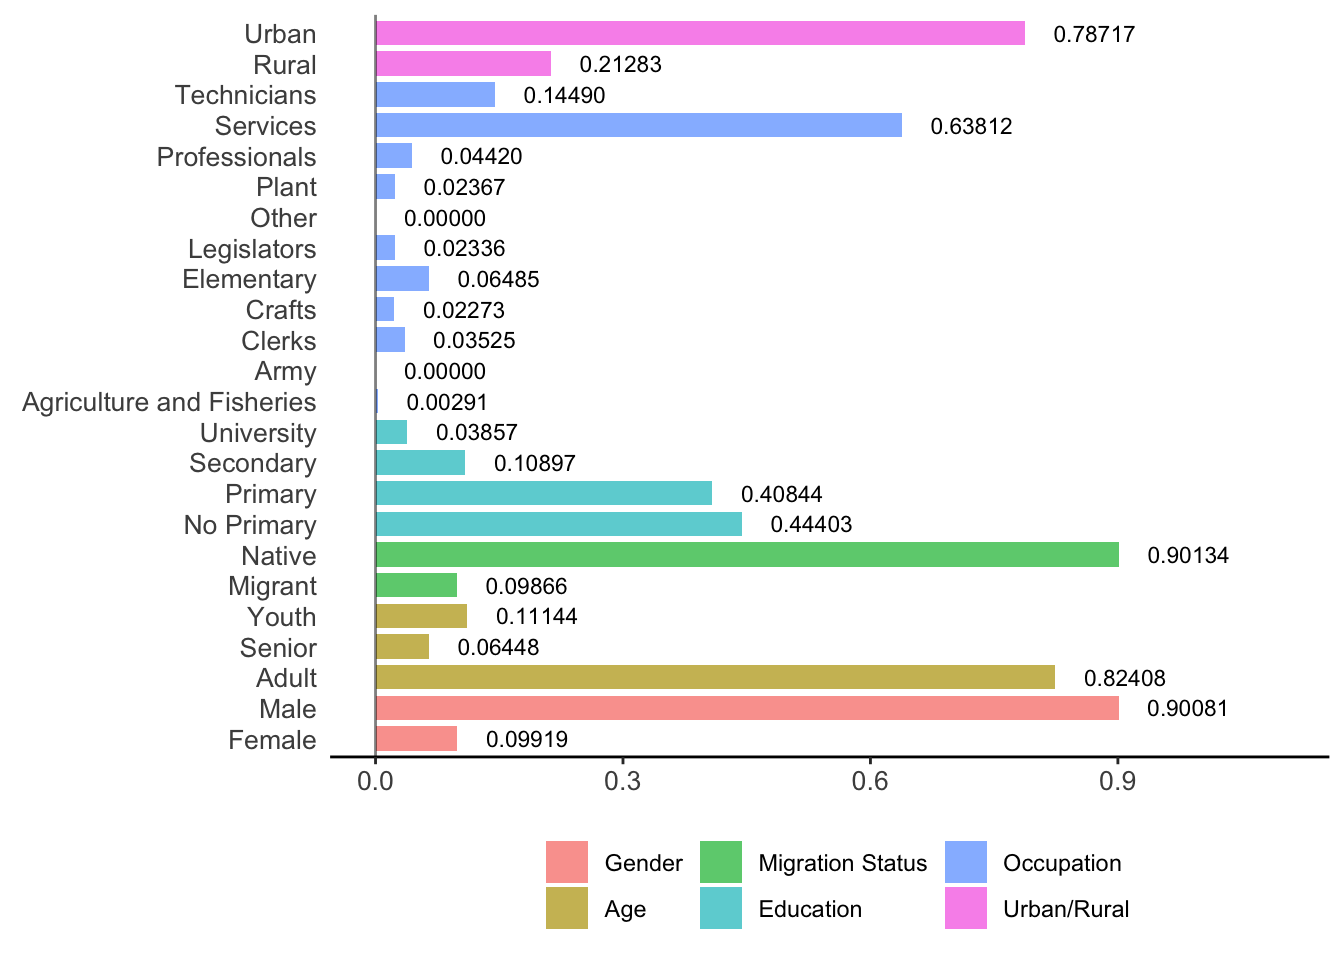 Urban 0.78717
Rural 0.21283
Technicians 0.14490
Services 0.63812
Professionals 0.04420
Plant 0.02367
Other 0.00000
Legislators 0.02336
Elementary 0.06485
Crafts 0.02273
Clerks 0.03525
Army 0.00000
Agriculture and Fisheries 0.00291
University 0.03857
Secondary 0.10897
Primary 0.40844
No Primary 0.44403
Native 0.90134
Migrant 0.09866
Youth 0.11144
Senior 0.06448
Adult 0.82408
Male 0.90081
Female 0.09919
0.0 0.3 0.6 0.9
Gender Migration Status Occupation
Age Education Urban/Rural